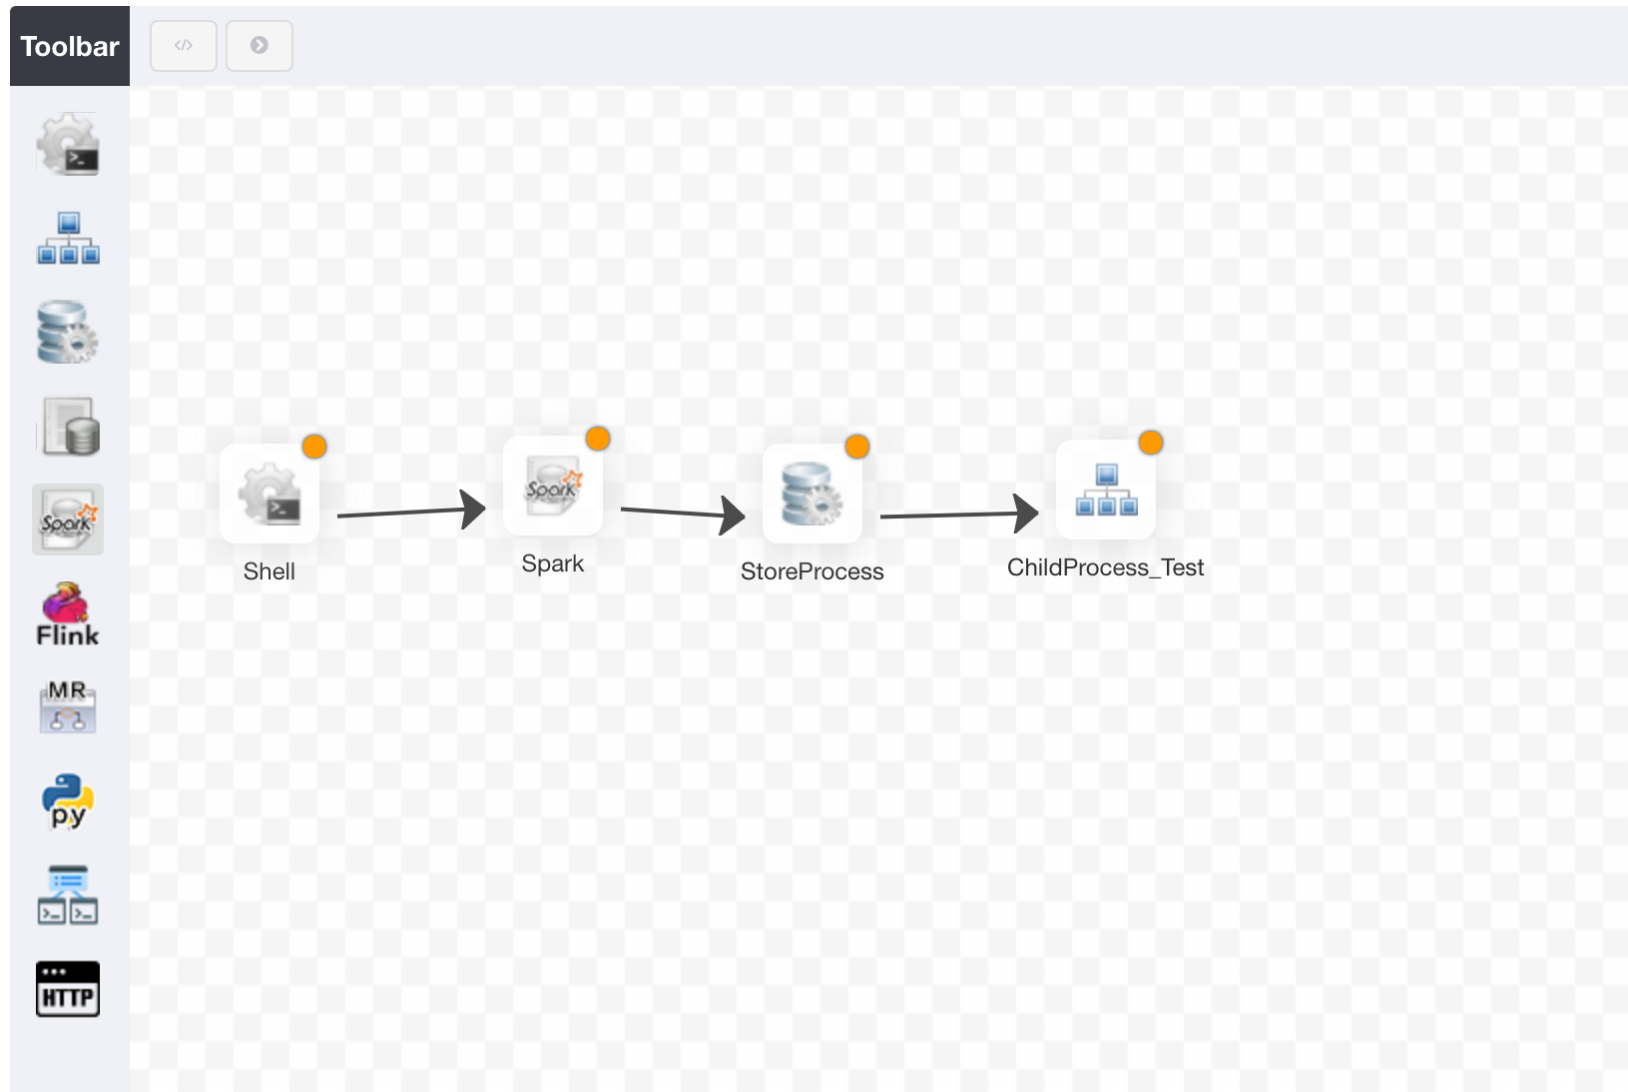 Toolbar
</>
>_
Spark
Flink
MR
py
>_ >_
HTTP
>_
Shell
Spark
Spark
StoreProcess
ChildProcess_Test